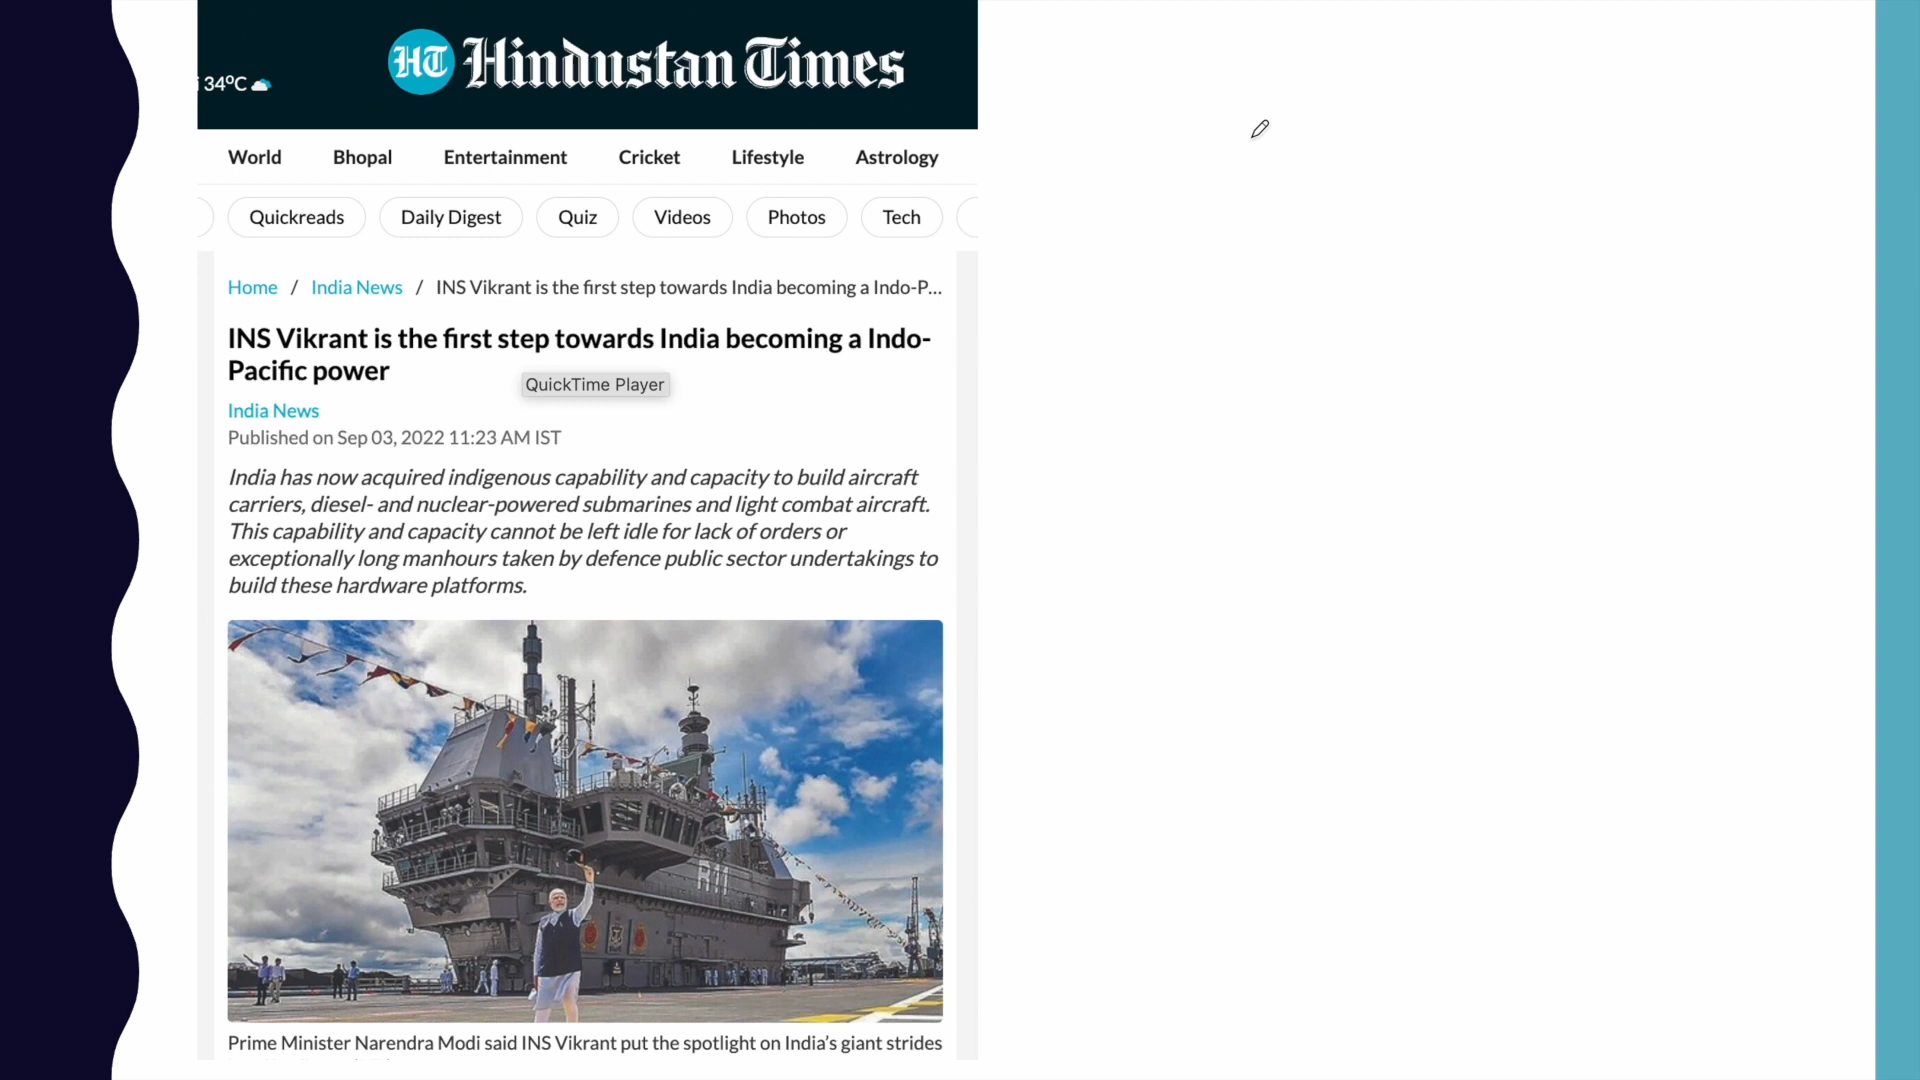 HT Hindustan Times
34°C
World Bhopal Entertainment Cricket Lifestyle Astrology
Quickreads Daily Digest Quiz Videos Photos Tech
Home / India News / INS Vikrant is the first step towards India becoming a Indo-P...
INS Vikrant is the first step towards India becoming a Indo-
Pacific power
QuickTime Player
India News
Published on Sep 03, 2022 11:23 AM IST
India has now acquired indigenous capability and capacity to build aircraft
carriers, diesel- and nuclear-powered submarines and light combat aircraft.
This capability and capacity cannot be left idle for lack of orders or
exceptionally long manhours taken by defence public sector undertakings to
build these hardware platforms.
R11
Prime Minister Narendra Modi said INS Vikrant put the spotlight on India's giant strides